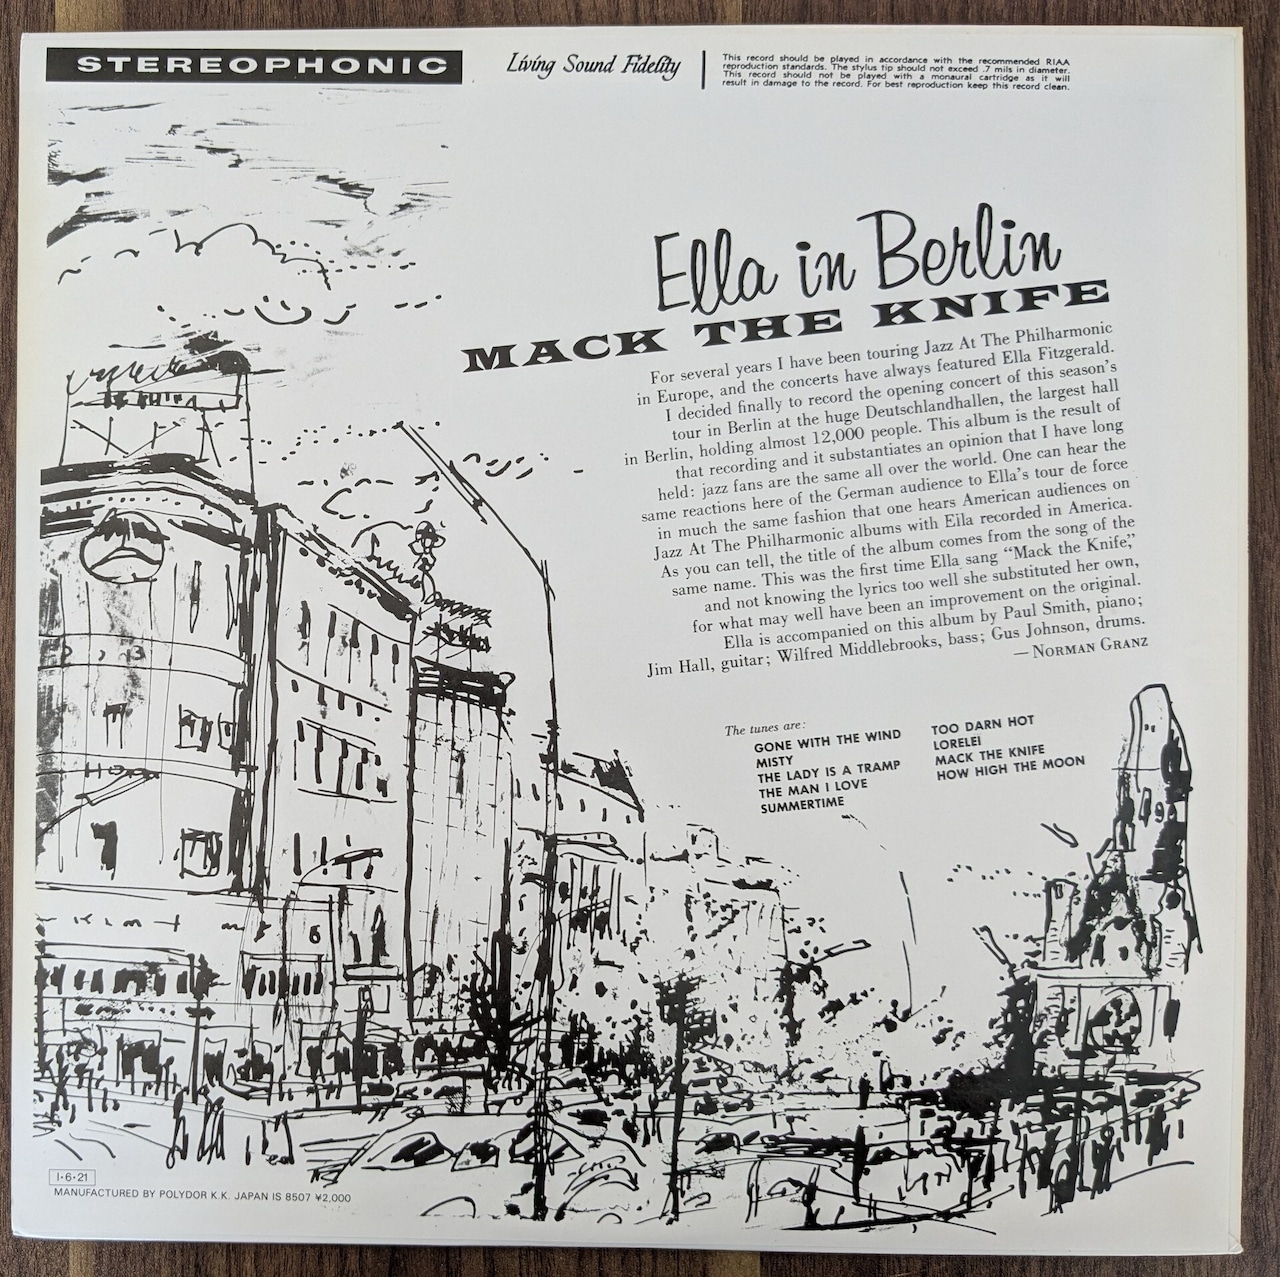 STEREOPHONIC
Living Sound Fidelity
This record should be played in accordance with the recommended RIAA
reproduction standards. The stylus tip should not exceed .7 mils in diameter.
This record should not be played with a monaural cartridge as it will
result in damage to the record. For best reproduction keep this record clean.
Ella in Berlin
MACK THE KNIFE
For several years I have been touring Jazz At The Philharmonic
in Europe, and the concerts have always featured Ella Fitzgerald.
I decided finally to record the opening concert of this season's
tour in Berlin at the huge Deutschlandhallen, the largest hall
in Berlin, holding almost 12,000 people. This album is the result of
that recording and it substantiates an opinion that I have long
held: jazz fans are the same all over the world. One can hear the
same reactions here of the German audience to Ella's tour de force
in much the same fashion that one hears American audiences on
Jazz At The Philharmonic albums with Ella recorded in America.
As you can tell, the title of the album comes from the song of the
same name. This was the first time Ella sang "Mack the Knife,"
and not knowing the lyrics too well she substituted her own,
for what may well have been an improvement on the original.
Ella is accompanied on this album by Paul Smith, piano;
Jim Hall, guitar; Wilfred Middlebrooks, bass; Gus Johnson, drums.
—NORMAN GRANZ
The tunes are:
GONE WITH THE WIND
MISTY
THE LADY IS A TRAMP
THE MAN I LOVE
SUMMERTIME
TOO DARN HOT
LORELEI
MACK THE KNIFE
HOW HIGH THE MOON
I•6•21
MANUFACTURED BY POLYDOR K.K. JAPAN IS 8507 ¥2,000